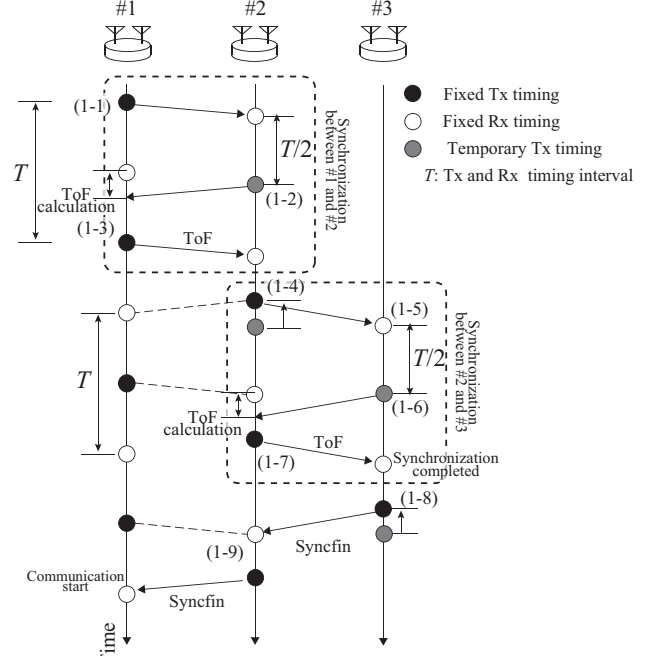 #1
#2
#3
(1-1)
Fixed Tx timing
Fixed Rx timing
Temporary Tx timing
T: Tx and Rx timing interval
T
T/2
Synchronization
between #1 and #2
ToF
calculation
(1-2)
(1-3)
ToF
(1-4)
(1-5)
T
T/2
Synchronization
between #2 and #3
(1-6)
ToF
calculation
ToF
(1-7)
Synchronization
completed
(1-8)
(1-9)
Syncfin
Communication
start
Syncfin